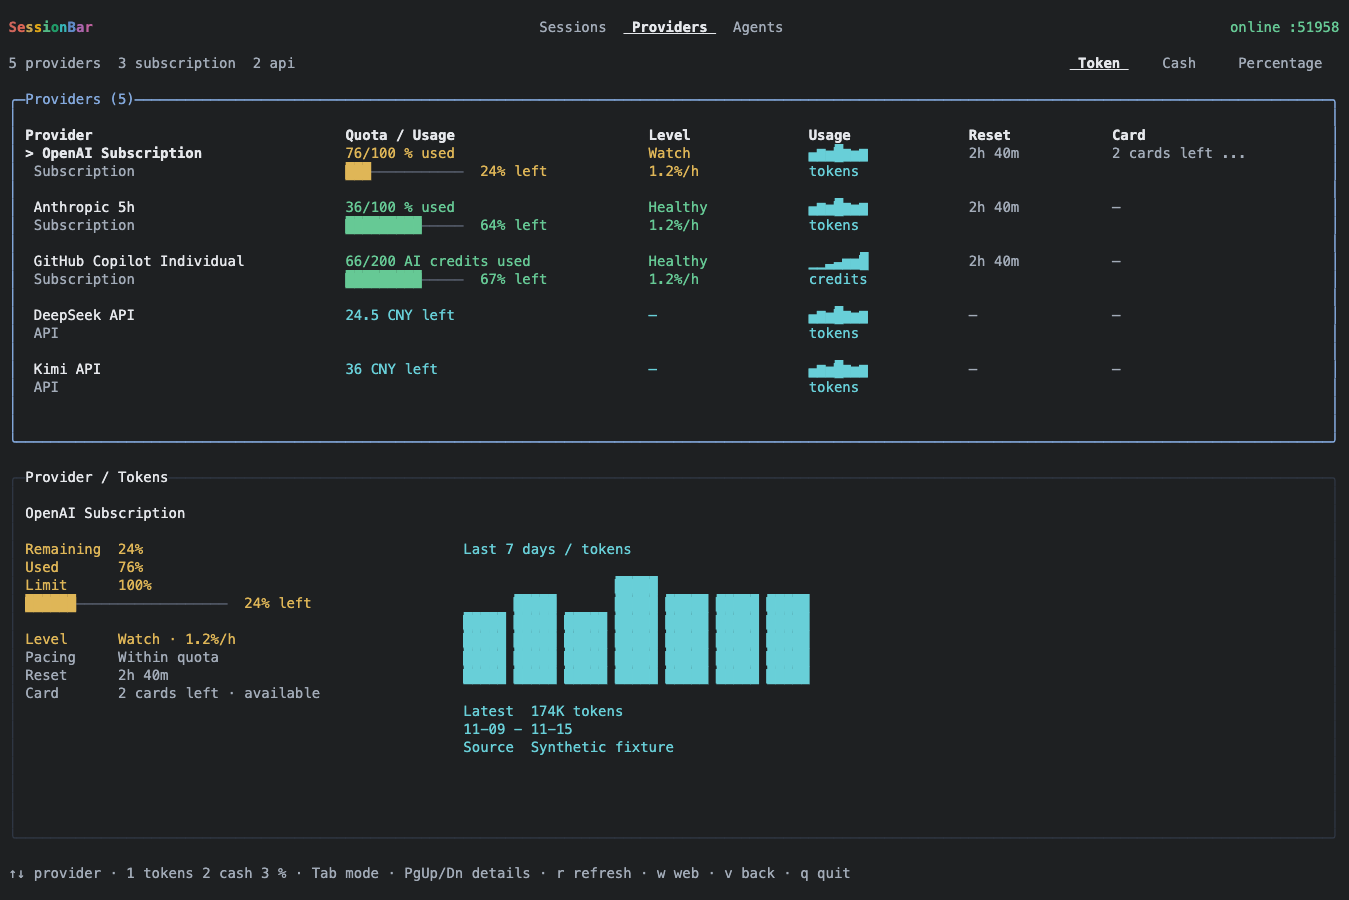 SessionBar Sessions Providers Agents online :51958
5 providers 3 subscription 2 api Token Cash Percentage
Providers (5)
Provider Quota / Usage Level Usage Reset Card
> OpenAI Subscription 76/100 % used Watch 2h 40m 2 cards left ...
Subscription 24% left 1.2%/h tokens
Anthropic 5h 36/100 % used Healthy 2h 40m —
Subscription 64% left 1.2%/h tokens
GitHub Copilot Individual 66/200 AI credits used Healthy 2h 40m —
Subscription 67% left 1.2%/h credits
DeepSeek API 24.5 CNY left — — —
API tokens
Kimi API 36 CNY left — — —
API tokens
Provider / Tokens
OpenAI Subscription
Remaining 24% Last 7 days / tokens
Used 76%
Limit 100%
24% left
Level Watch · 1.2%/h
Pacing Within quota
Reset 2h 40m
Card 2 cards left · available
Latest 174K tokens
11-09 – 11-15
Source Synthetic fixture
↑↓ provider · 1 tokens 2 cash 3 % · Tab mode · PgUp/Dn details · r refresh · w web · v back · q quit